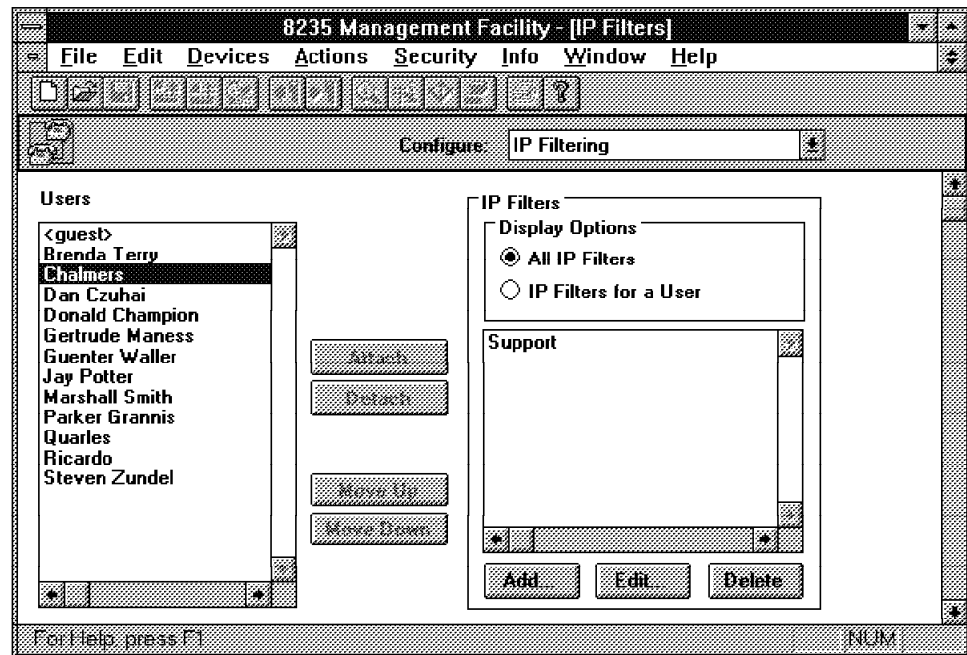 8235 Management Facility - [IP Filters]
File Edit Devices Actions Security Info Window Help
Configure: IP Filtering
Users
<guest>
Brenda Terry
Chalmers
Dan Czuhai
Donald Champion
Gertrude Maness
Guenter Waller
Jay Potter
Marshall Smith
Parker Grannis
Quarles
Ricardo
Steven Zundel
Attach
Detach
Move Up
Move Down
IP Filters
Display Options
All IP Filters
IP Filters for a User
Support
Add... Edit... Delete
For Help, press F1
NUM